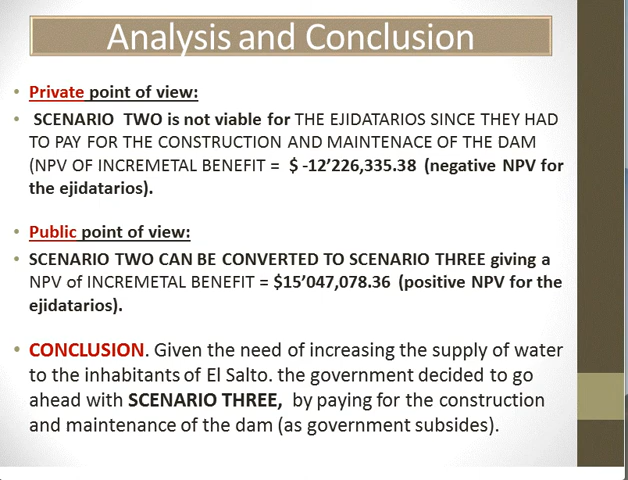 Analysis and Conclusion
• Private point of view:
• SCENARIO TWO is not viable for THE EJIDATARIOS SINCE THEY HAD
TO PAY FOR THE CONSTRUCTION AND MAINTENACE OF THE DAM
(NPV OF INCREMETAL BENEFIT = $ -12’226,335.38 (negative NPV for
the ejidatarios).
• Public point of view:
• SCENARIO TWO CAN BE CONVERTED TO SCENARIO THREE giving a
NPV of INCREMETAL BENEFIT = $15’047,078.36 (positive NPV for the
ejidatarios).
• CONCLUSION. Given the need of increasing the supply of water
to the inhabitants of El Salto. the government decided to go
ahead with SCENARIO THREE, by paying for the construction
and maintenance of the dam (as government subsides).